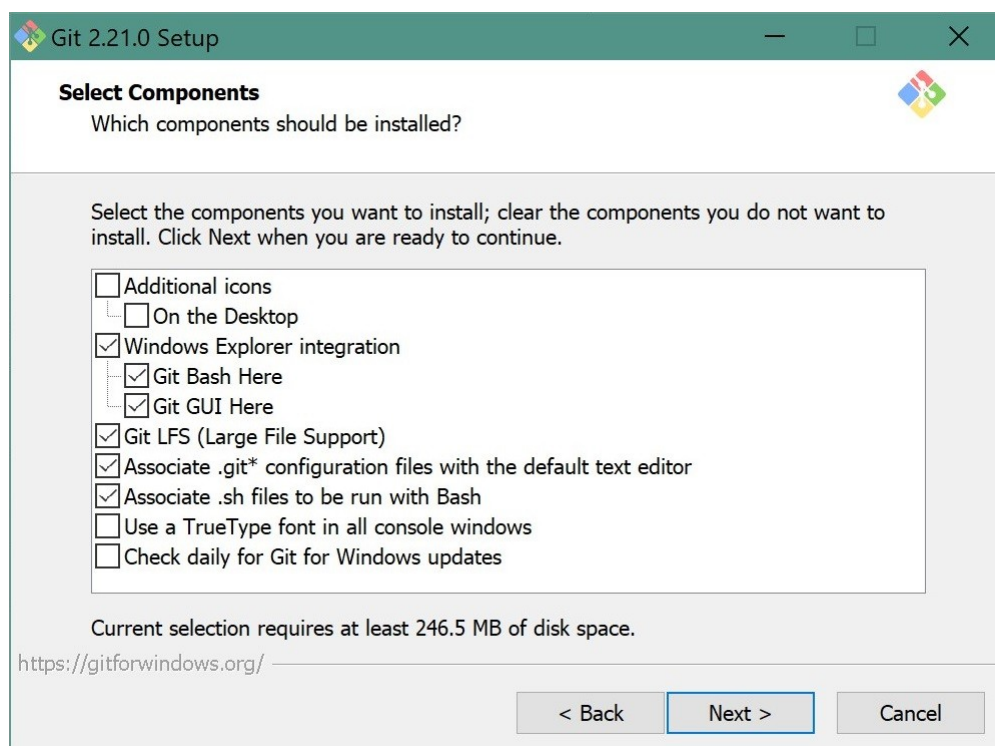 Git 2.21.0 Setup
Select Components
Which components should be installed?
Select the components you want to install; clear the components you do not want to
install. Click Next when you are ready to continue.
Additional icons
On the Desktop
Windows Explorer integration
Git Bash Here
Git GUI Here
Git LFS (Large File Support)
Associate .git* configuration files with the default text editor
Associate .sh files to be run with Bash
Use a TrueType font in all console windows
Check daily for Git for Windows updates
Current selection requires at least 246.5 MB of disk space.
https://gitforwindows.org/
< Back Next > Cancel